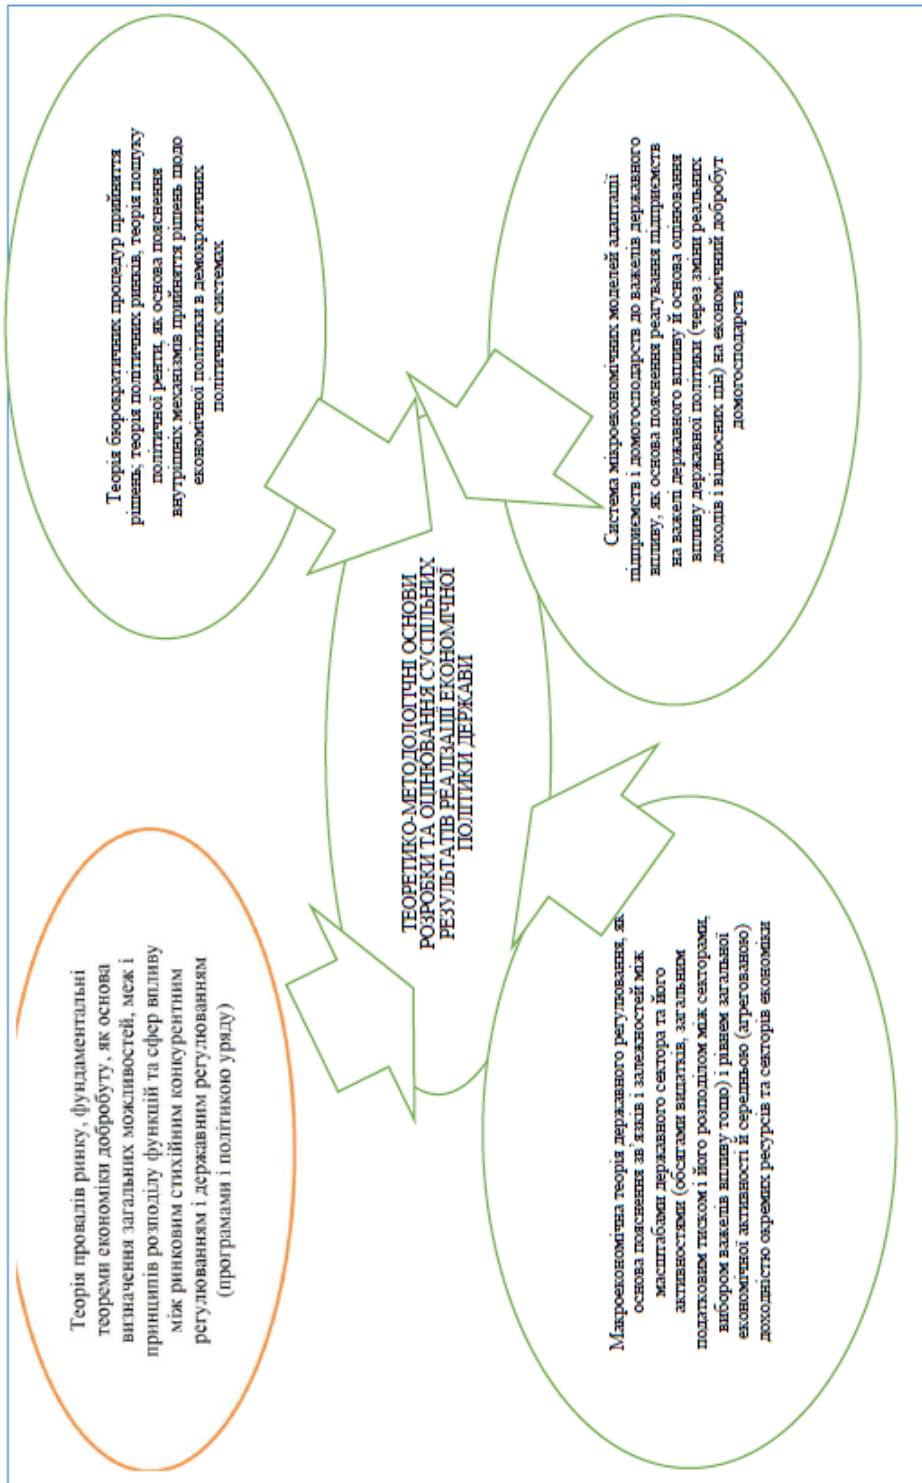 Теорія провалів ринку, фундаментальні
теореми економіки добробуту, як основа
визначення загальних можливостей, меж і
принципів розподілу функцій та сфер впливу
між ринковим стихійним конкурентним
регулюванням і державним регулюванням
(програмами і політикою уряду)
Теорія бюрократичних процедур прийняття
рішень, теорія політичних ринків, теорія пошуку
політичної ренти, як основа пояснення
внутрішніх механізмів прийняття рішень щодо
економічної політики в демократичних
політичних системах
ТЕОРЕТИКО-МЕТОДОЛОГІЧНІ ОСНОВИ
РОЗРОБКИ ТА ОЦІНЮВАННЯ СУСПІЛЬНИХ
РЕЗУЛЬТАТІВ РЕАЛІЗАЦІЇ ЕКОНОМІЧНОЇ
ПОЛІТИКИ ДЕРЖАВИ
Макроекономічна теорія державного регулювання, як
основа пояснення зв’язків і залежностей між
масштабами державного сектора та його
активностями (обсягами видатків, загальним
податковим тиском і його розподілом між секторами,
вибором важелів впливу тощо) і рівнем загальної
економічної активності й середньою (агрегованою)
доходністю окремих ресурсів та секторів економіки
Система мікроекономічних моделей адаптації
підприємств і домогосподарств до важелів державного
впливу, як основа пояснення реагування підприємств
на важелі державного впливу й основа оцінювання
впливу державної політики (через зміни реальних
доходів і відносних цін) на економічний добробут
домогосподарств